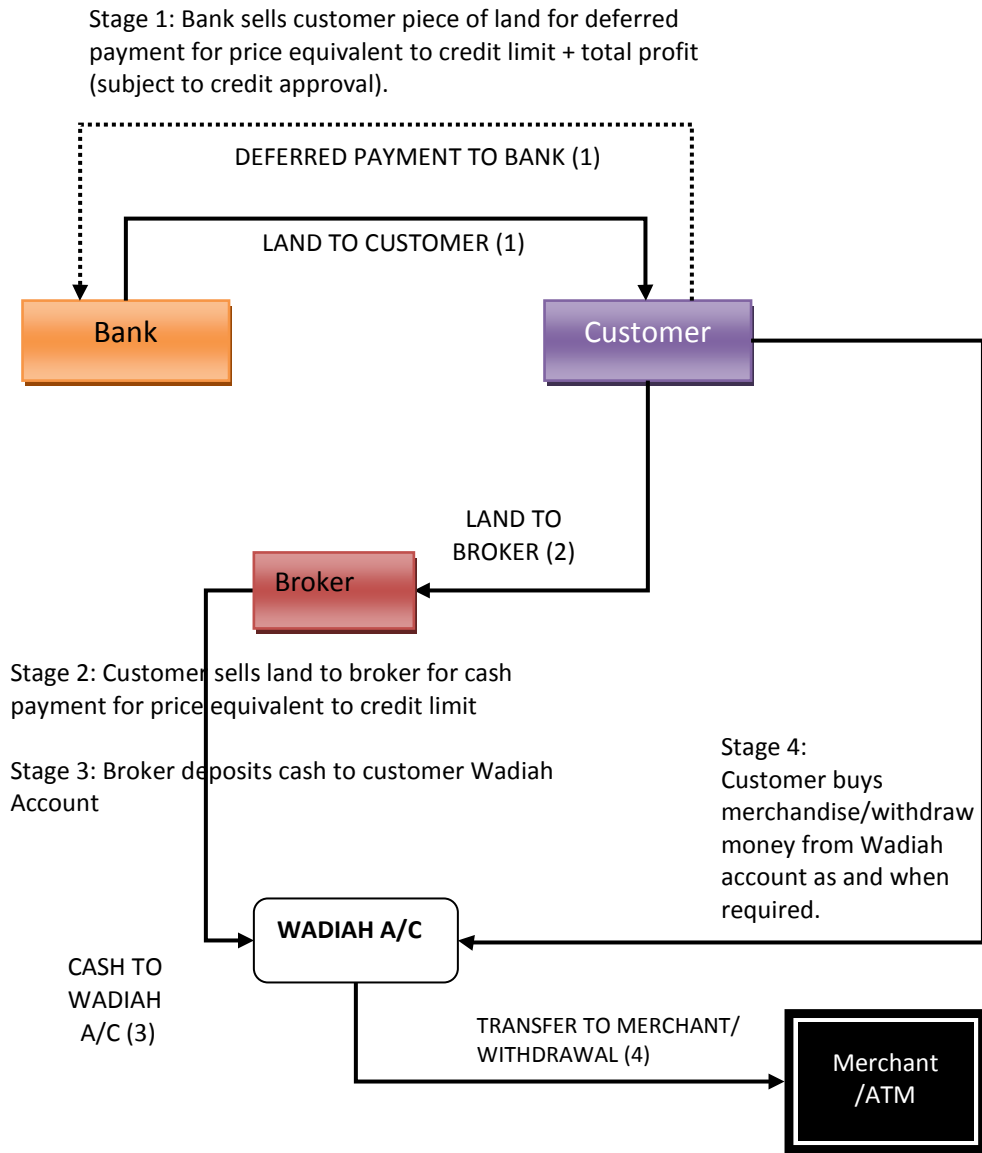 Stage 1: Bank sells customer piece of land for deferred
payment for price equivalent to credit limit + total profit
(subject to credit approval).
DEFERRED PAYMENT TO BANK (1)
LAND TO CUSTOMER (1)
Bank
Customer
LAND TO
BROKER (2)
Broker
Stage 2: Customer sells land to broker for cash
payment for price equivalent to credit limit
Stage 3: Broker deposits cash to customer Wadiah
Account
Stage 4:
Customer buys
merchandise/withdraw
money from Wadiah
account as and when
required.
WADIAH A/C
CASH TO
WADIAH
A/C (3)
TRANSFER TO MERCHANT/
WITHDRAWAL (4)
Merchant
/ATM